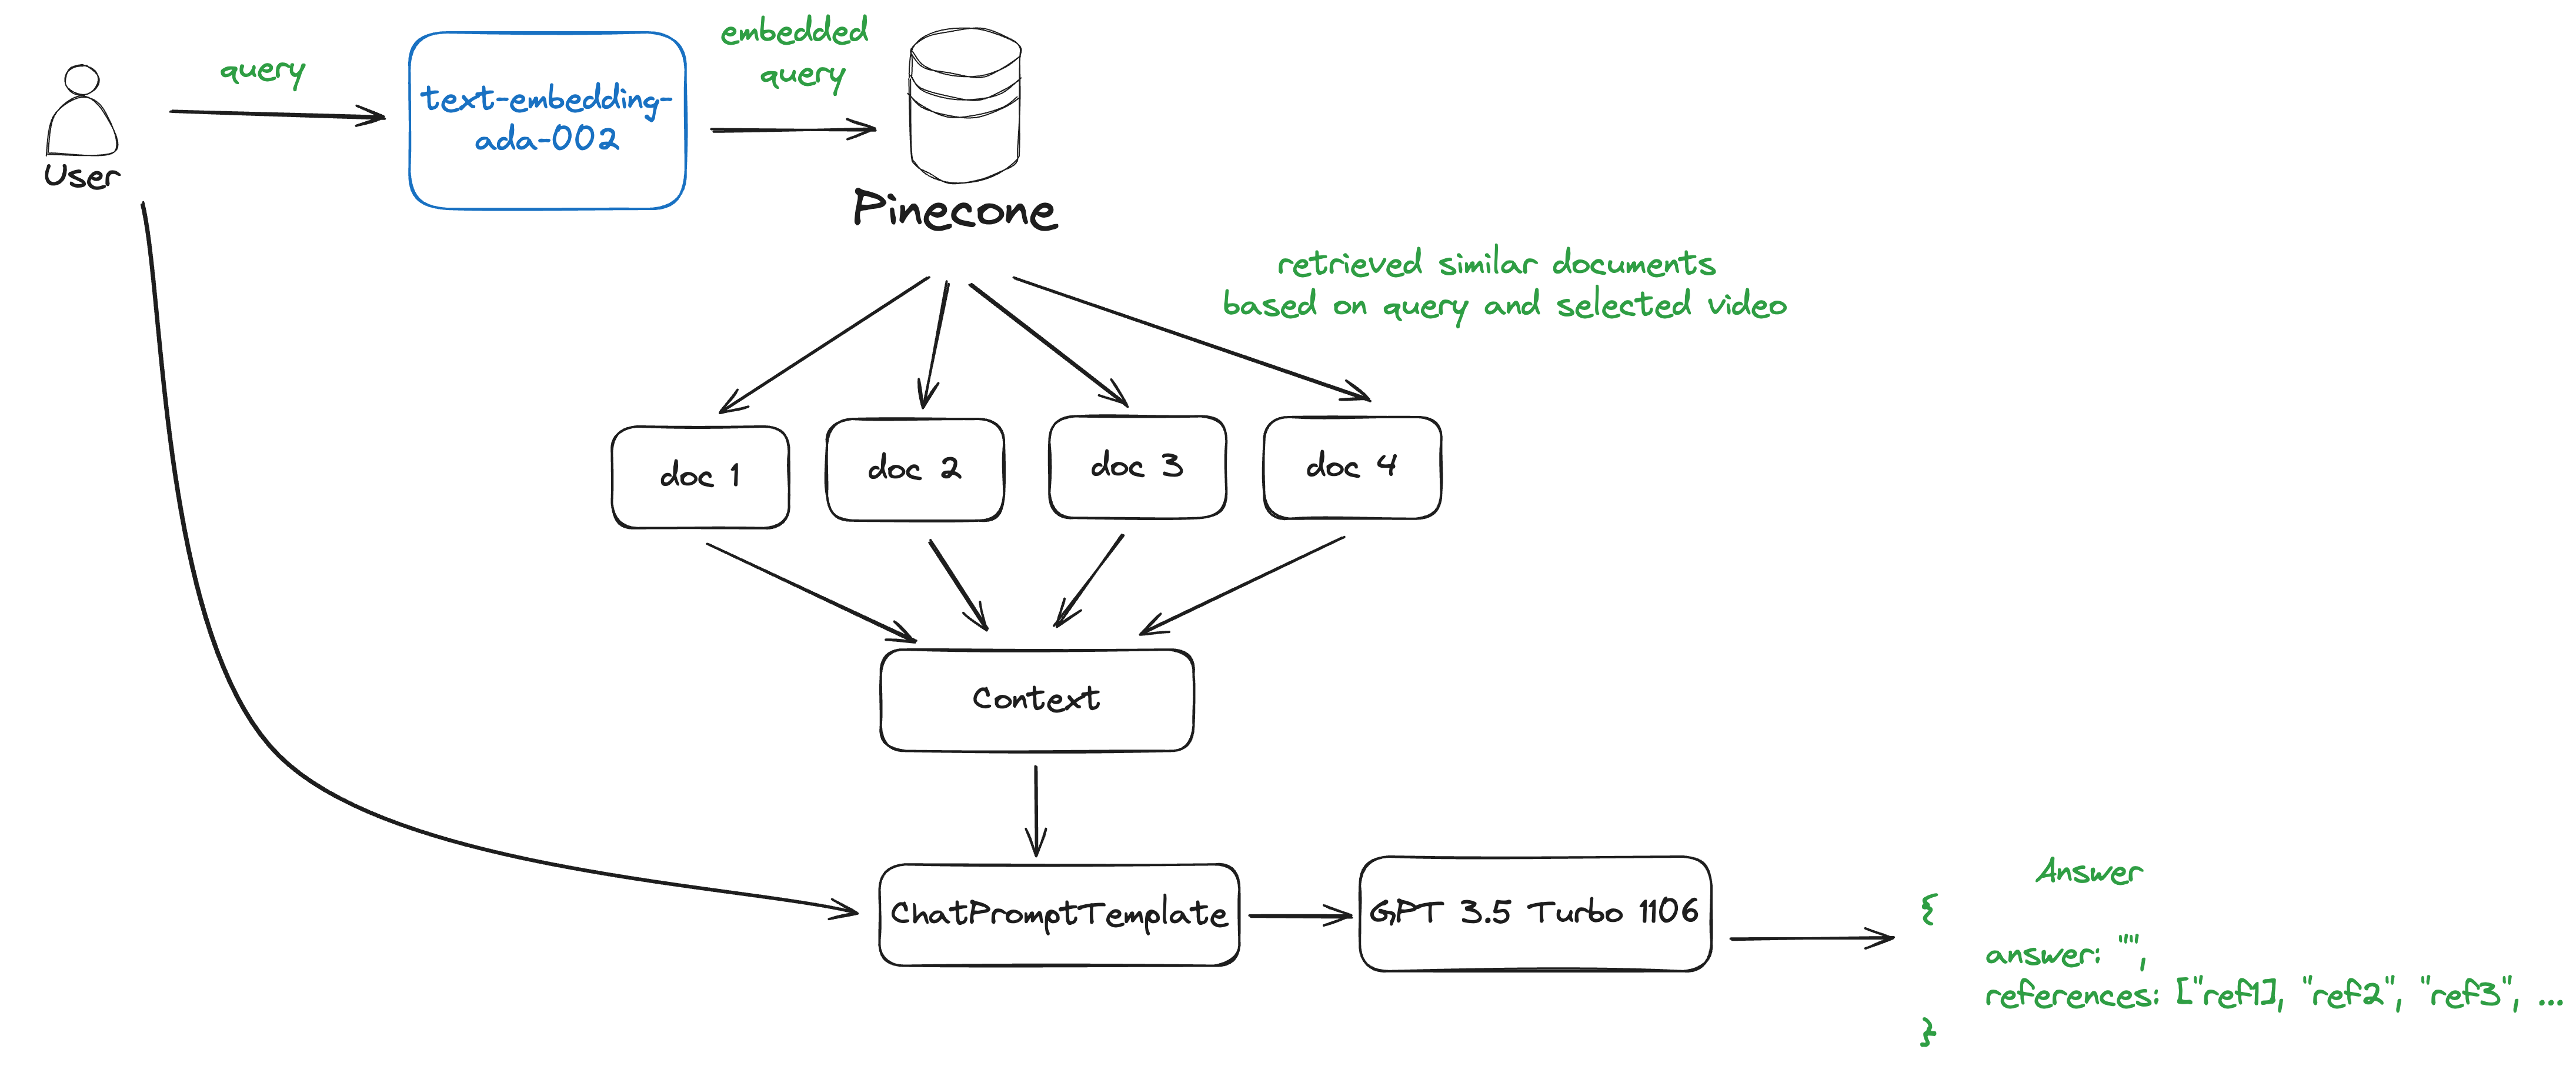 query
embedded
query
text-embedding-
ada-002
User
Pinecone
retrieved similar documents
based on query and selected video
doc 1
doc 2
doc 3
doc 4
Context
ChatPromptTemplate
GPT 3.5 Turbo 1106
Answer
{
answer: "",
references: ["ref1], "ref2", "ref3", ...
}